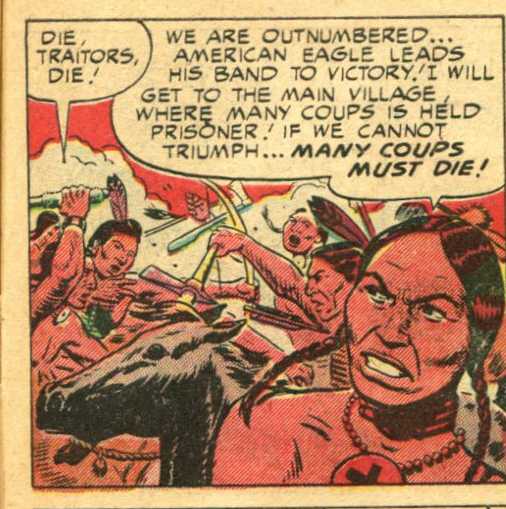 DIE,
TRAITORS,
DIE!
WE ARE OUTNUMBERED...
AMERICAN EAGLE LEADS
HIS BAND TO VICTORY! I WILL
GET TO THE MAIN VILLAGE,
WHERE MANY COUPS IS HELD
PRISONER! IF WE CANNOT
TRIUMPH... MANY COUPS
MUST DIE!